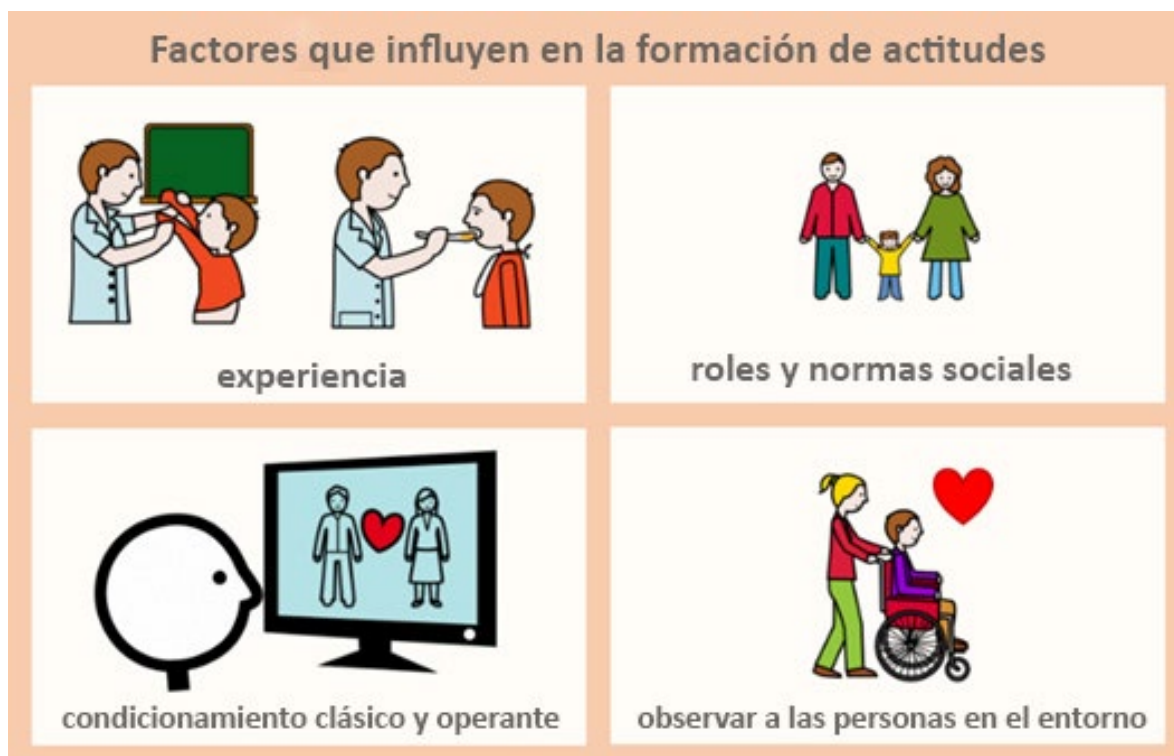 Factores que influyen en la formación de actitudes
experiencia
roles y normas sociales
condicionamiento clásico y operante
observar a las personas en el entorno